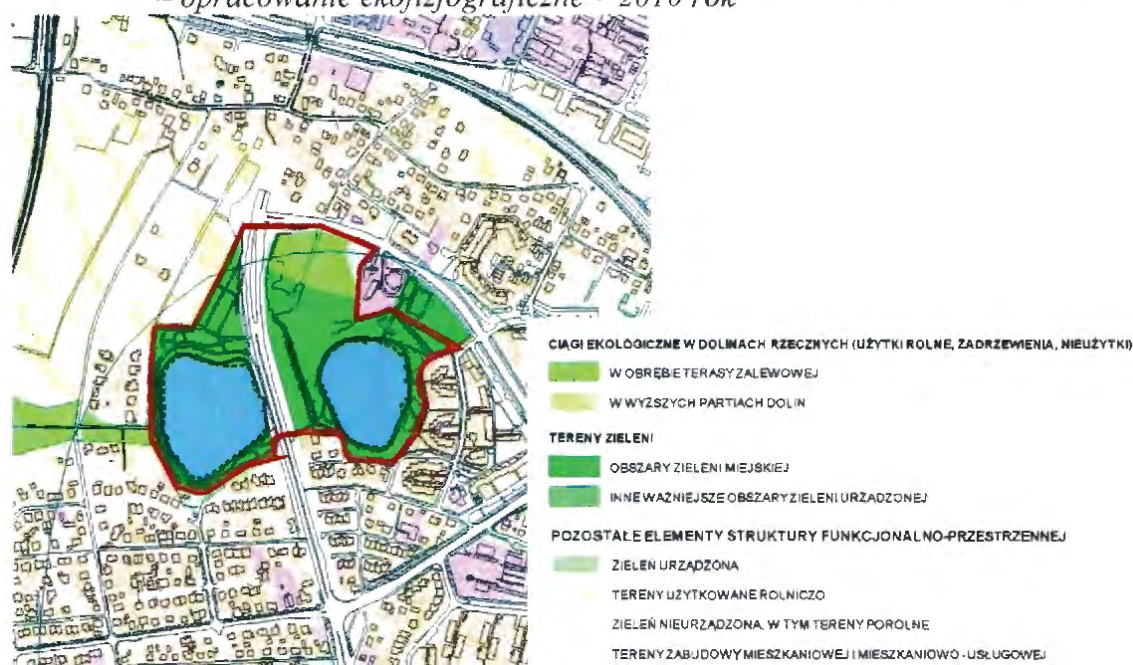 – opracowanie ekofizjograficzne - 2010 rok
CIĄGI EKOLOGICZNE W DOLINACH RZECZNYCH (UŻYTKI ROLNE, ZADRZEWIENIA, NIEUŻYTKI)
W OBRĘBIE TERASY ZALEWOWEJ
W WYŻSZYCH PARTIACH DOLIN
TERENY ZIELENI
OBSZARY ZIELENI MIEJSKIEJ
INNE WAŻNIEJSZE OBSZARY ZIELENI URZĄDZONEJ
POZOSTAŁE ELEMENTY STRUKTURY FUNKCJONALNO-PRZESTRZENNEJ
ZIELEŃ URZĄDZONA
TERENY UŻYTKOWANE ROLNICZO
ZIELEŃ NIEURZĄDZONA, W TYM TERENY POROLNE
TERENY ZABUDOWY MIESZKANIOWEJ I MIESZKANIOWO - USŁUGOWEJ